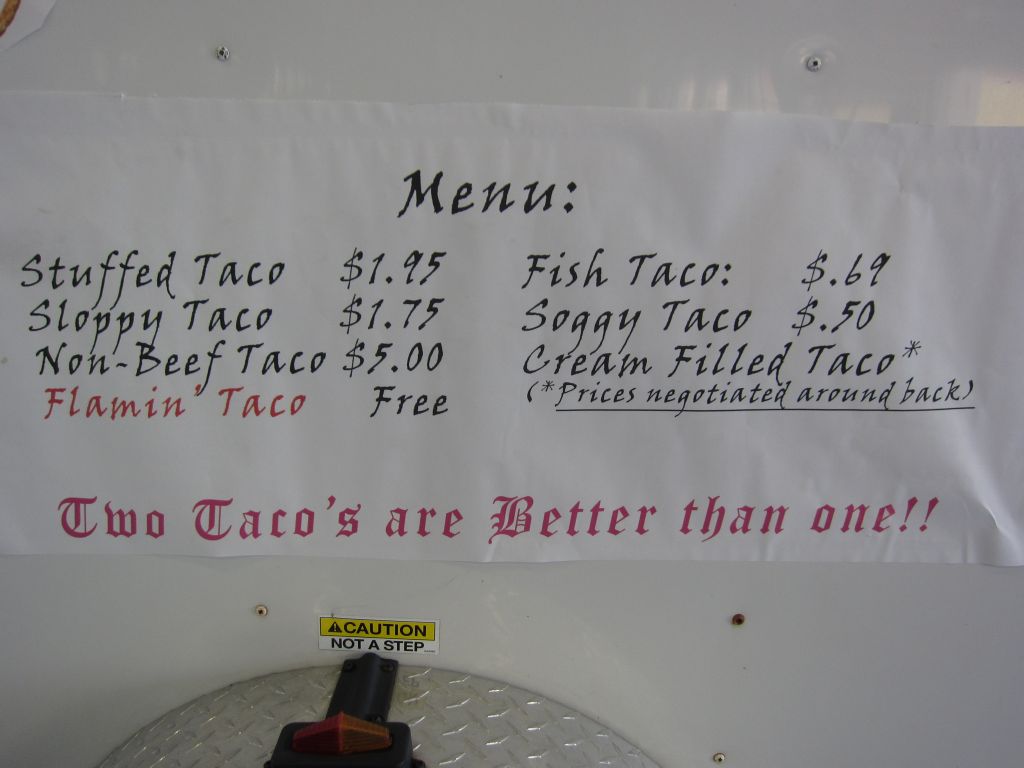 Menu:
Stuffed Taco $1.95
Sloppy Taco $1.75
Non-Beef Taco $5.00
Flamin' Taco Free
Fish Taco: $.69
Soggy Taco $.50
Cream Filled Taco*
(*Prices negotiated around back)
Two Taco's are Better than one!!
CAUTION
NOT A STEP